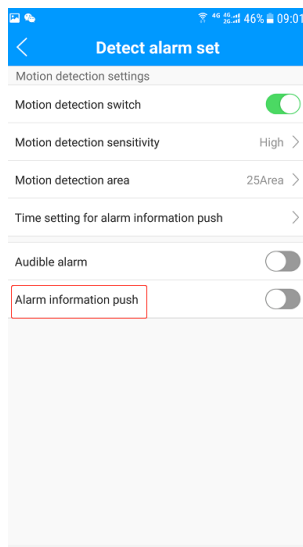 46% 09:01
Detect alarm set
Motion detection settings
Motion detection switch
Motion detection sensitivity High
Motion detection area 25Area
Time setting for alarm information push
Audible alarm
Alarm information push